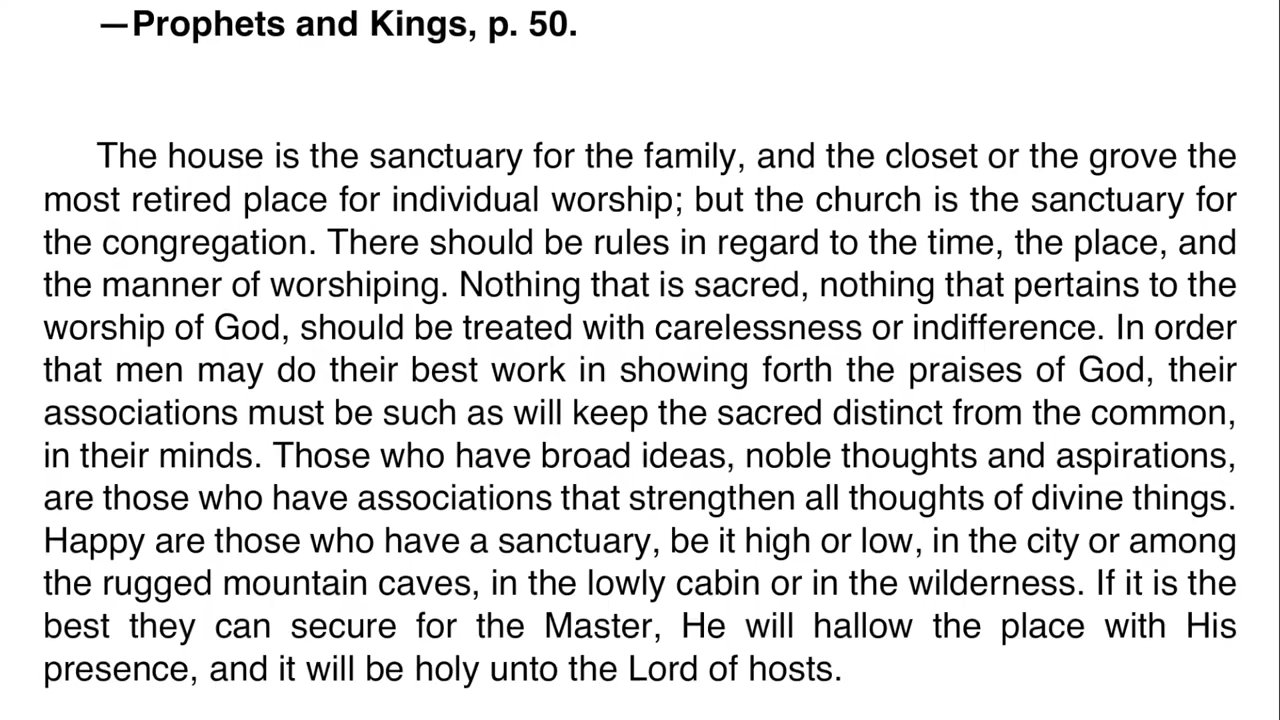 —Prophets and Kings, p. 50.
The house is the sanctuary for the family, and the closet or the grove the
most retired place for individual worship; but the church is the sanctuary for
the congregation. There should be rules in regard to the time, the place, and
the manner of worshiping. Nothing that is sacred, nothing that pertains to the
worship of God, should be treated with carelessness or indifference. In order
that men may do their best work in showing forth the praises of God, their
associations must be such as will keep the sacred distinct from the common,
in their minds. Those who have broad ideas, noble thoughts and aspirations,
are those who have associations that strengthen all thoughts of divine things.
Happy are those who have a sanctuary, be it high or low, in the city or among
the rugged mountain caves, in the lowly cabin or in the wilderness. If it is the
best they can secure for the Master, He will hallow the place with His
presence, and it will be holy unto the Lord of hosts.